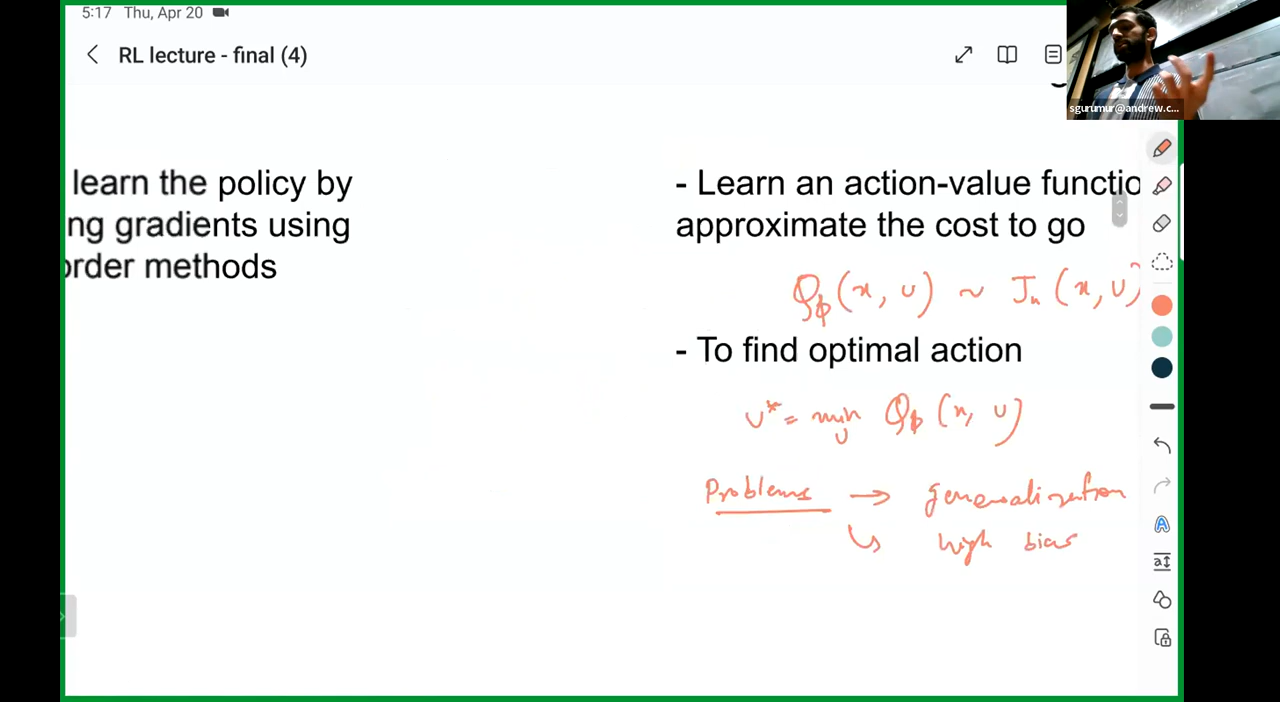 5:17 Thu, Apr 20
RL lecture - final (4)
sgurumur@andrew.c...
learn the policy by
ng gradients using
order methods
- Learn an action-value functio
approximate the cost to go
Qϕ(x, u) ~ Jn(x, u)
- To find optimal action
u* = min Qϕ(x, u)
u
Problems → generalization
↳ high bias